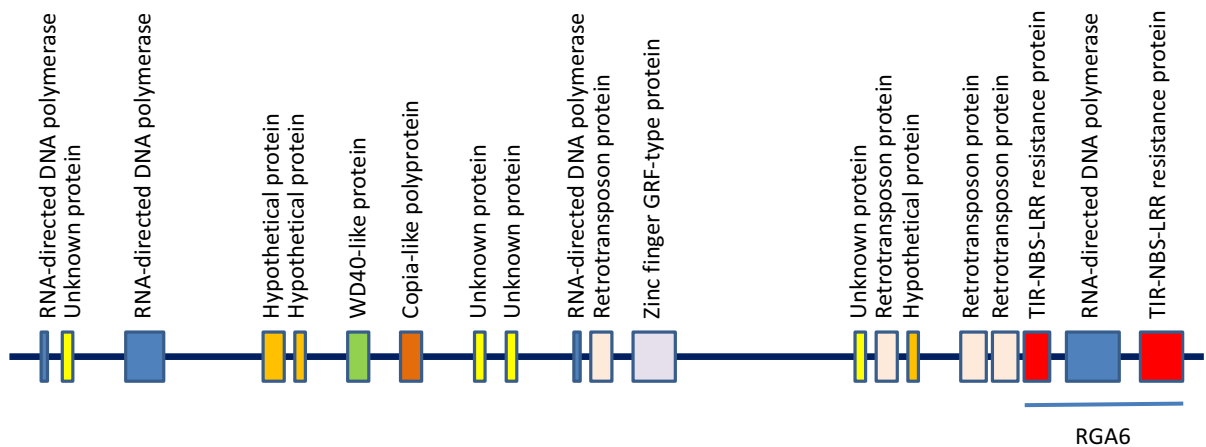 RNA-directed DNA polymerase
Unknown protein
RNA-directed DNA polymerase
Hypothetical protein
Hypothetical protein
WD40-like protein
Copia-like polyprotein
Unknown protein
Unknown protein
RNA-directed DNA polymerase
Retrotransposon protein
Zinc finger GRF-type protein
Unknown protein
Retrotransposon protein
Hypothetical protein
Retrotransposon protein
Retrotransposon protein
TIR-NBS-LRR resistance protein
RNA-directed DNA polymerase
TIR-NBS-LRR resistance protein
RGA6